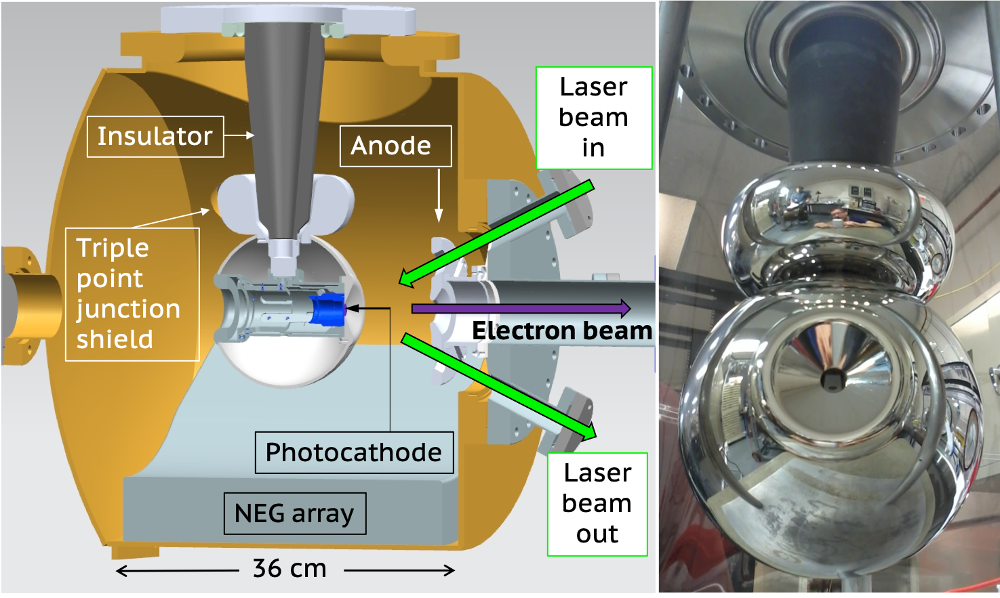 Laser
beam
in
Insulator
Anode
Triple
point
junction
shield
Electron beam
Photocathode
Laser
beam
out
NEG array
36 cm